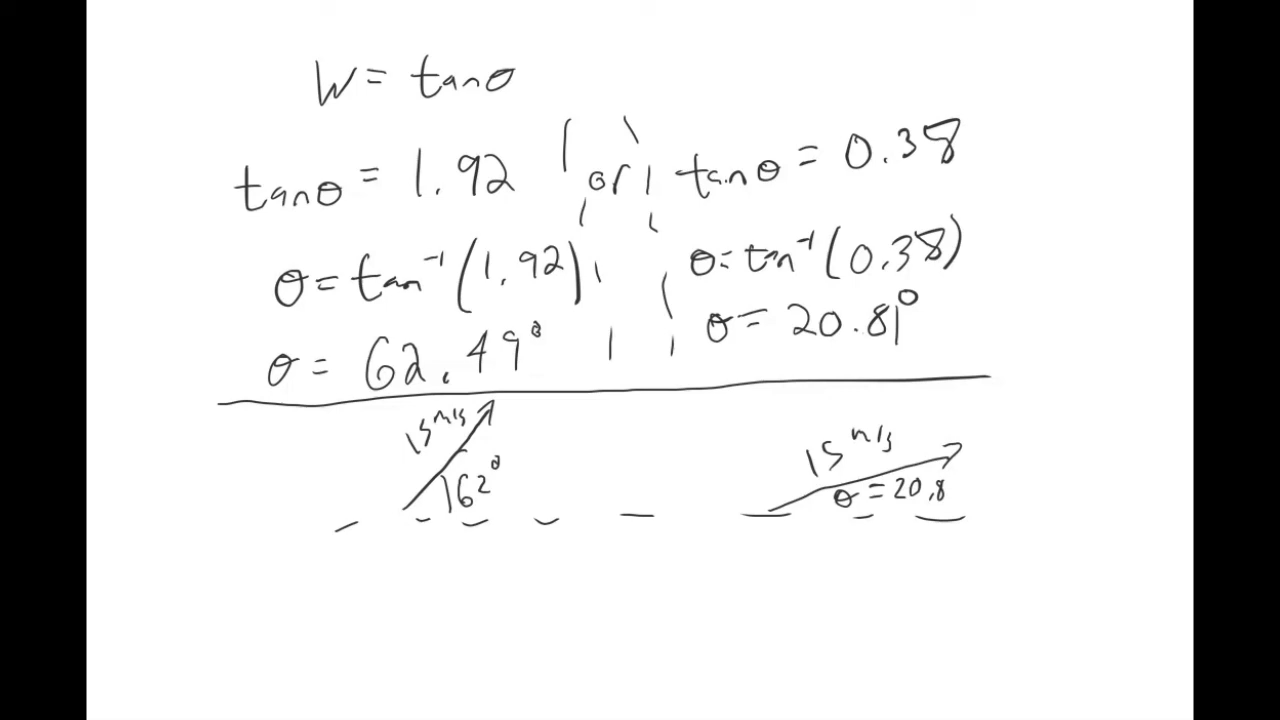 W = tanθ
tanθ = 1.92 or tanθ = 0.38
θ = tan⁻¹(1.92) θ = tan⁻¹(0.38)
θ = 62.49° θ = 20.81°
15 m/s 15 m/s
62° θ = 20.8